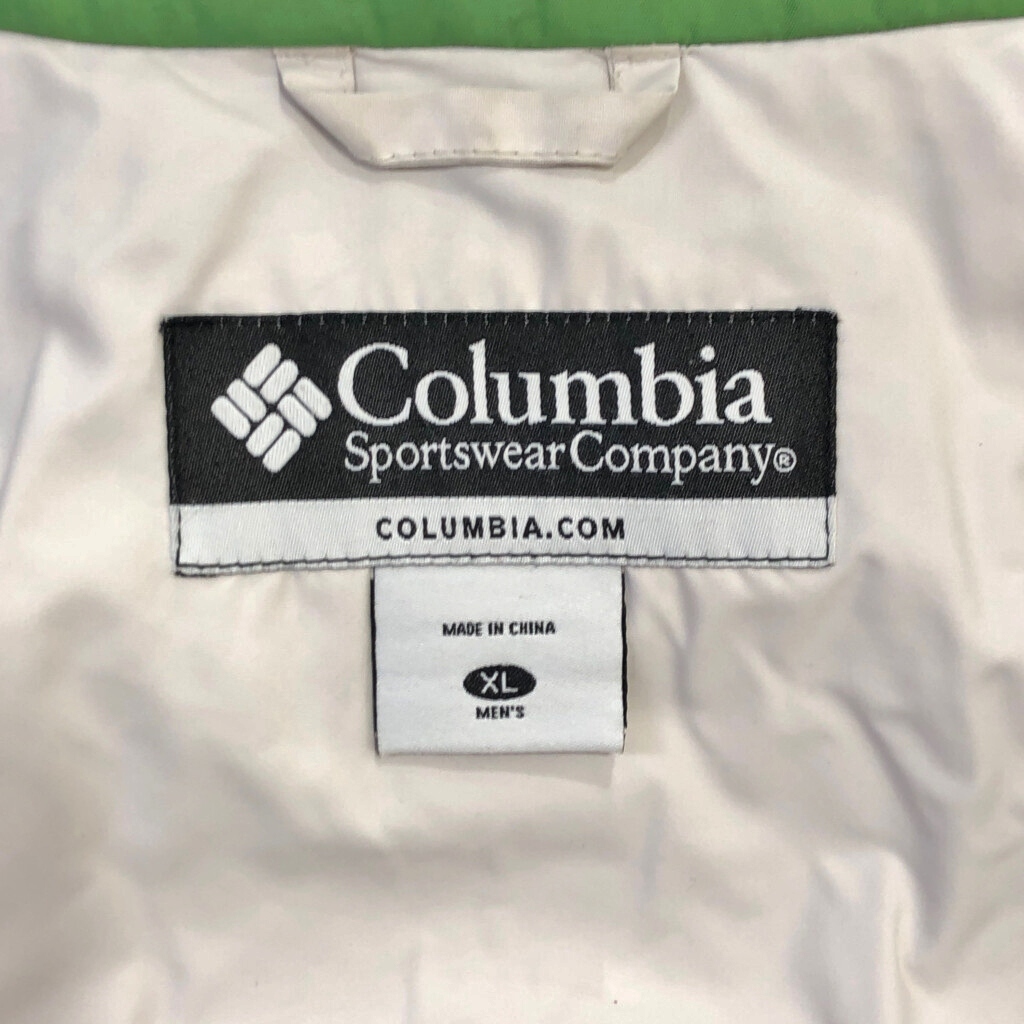 Columbia
Sportswear Company®
COLUMBIA.COM
MADE IN CHINA
XL
MEN'S